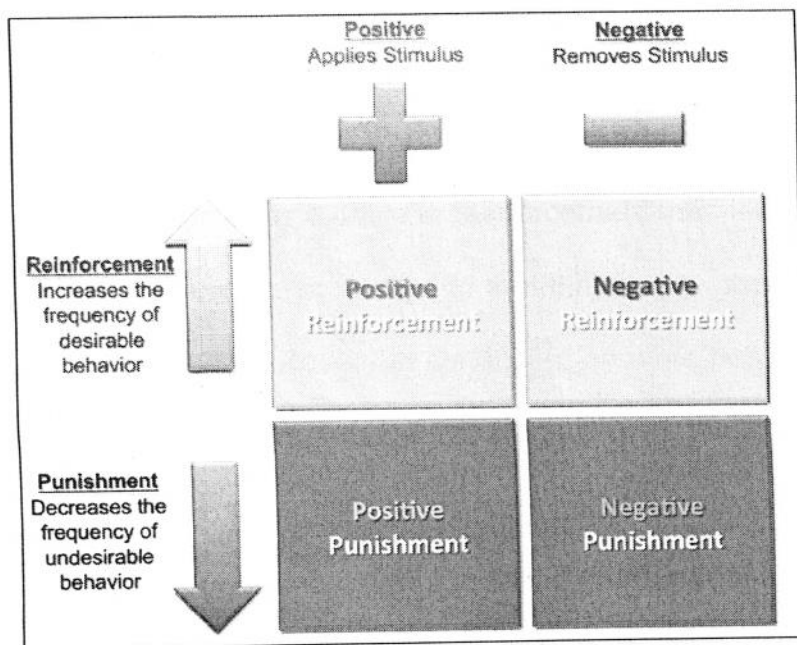 Positive
Applies Stimulus
Negative
Removes Stimulus
Reinforcement
Increases the
frequency of
desirable
behavior
Positive
Reinforcement
Negative
Reinforcement
Punishment
Decreases the
frequency of
undesirable
behavior
Positive
Punishment
Negative
Punishment